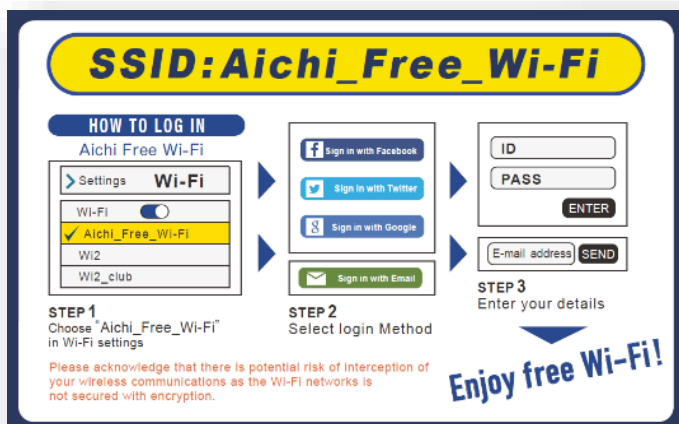 SSID:Aichi_Free_Wi-Fi
HOW TO LOG IN
Aichi Free Wi-Fi
Settings Wi-Fi
Wi-Fi
Aichi_Free_Wi-Fi
Wi2
Wi2_club
STEP 1
Choose "Aichi_Free_Wi-Fi"
in Wi-Fi settings
Sign in with Facebook
Sign in with Twitter
Sign in with Google
Sign in with Email
STEP 2
Select login Method
ID
PASS
ENTER
E-mail address SEND
STEP 3
Enter your details
Please acknowledge that there is potential risk of interception of
your wireless communications as the Wi-Fi networks is
not secured with encryption.
Enjoy free Wi-Fi!